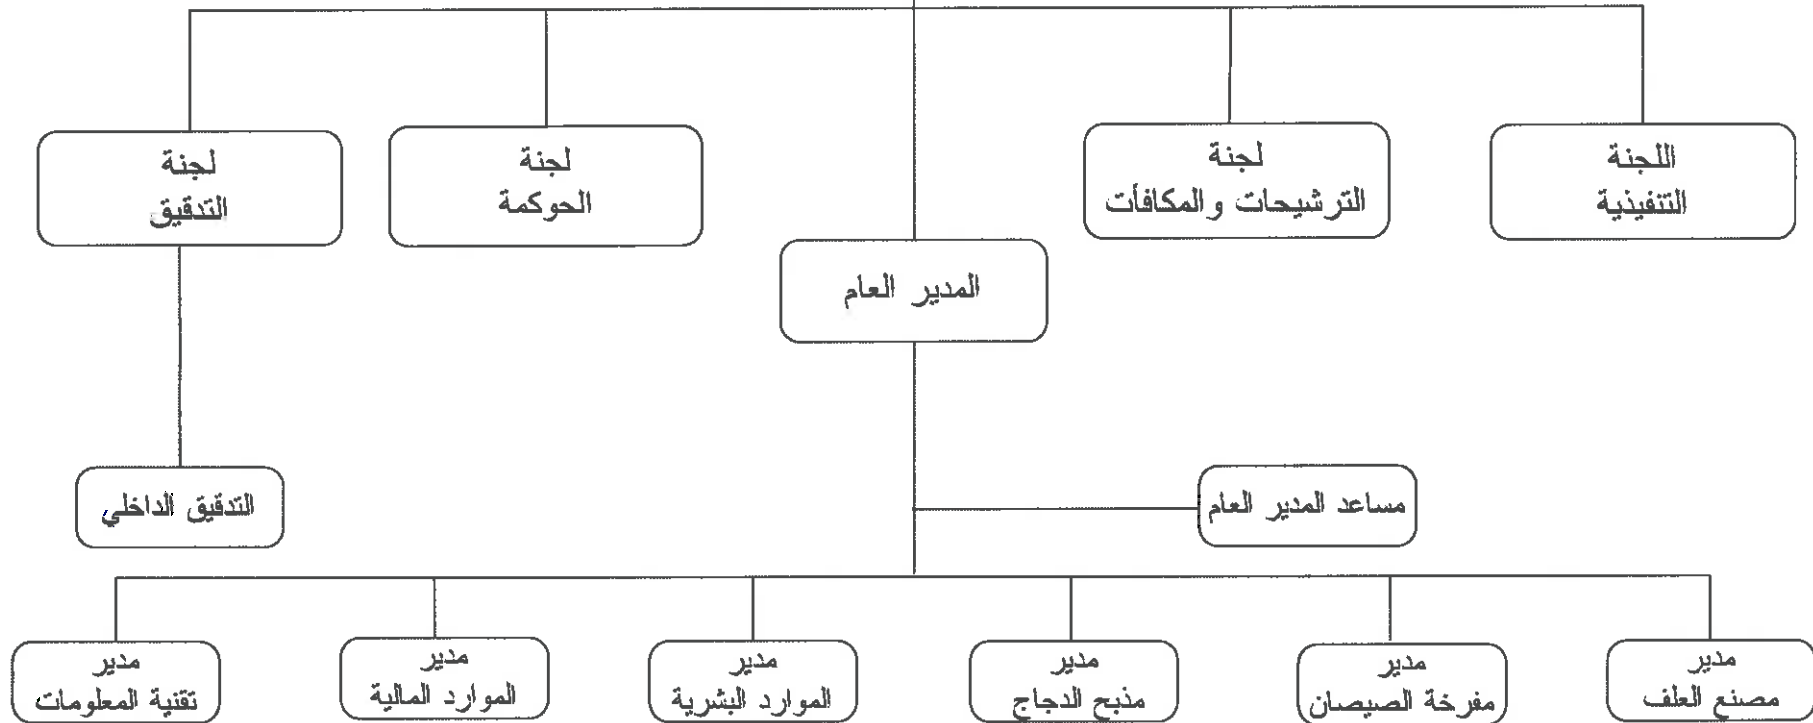 اللجنة
التنفيذية
لجنة
الترشيحات والمكافأت
لجنة
الحوكمة
لجنة
التدقيق
المدير العام
مساعد المدير العام
التدقيق الداخلي
مدير
مصنع العلف
مدير
مفرخة الصيصان
مدير
مذبح الدجاج
مدير
الموارد البشرية
مدير
الموارد المالية
مدير
تقنية المعلومات